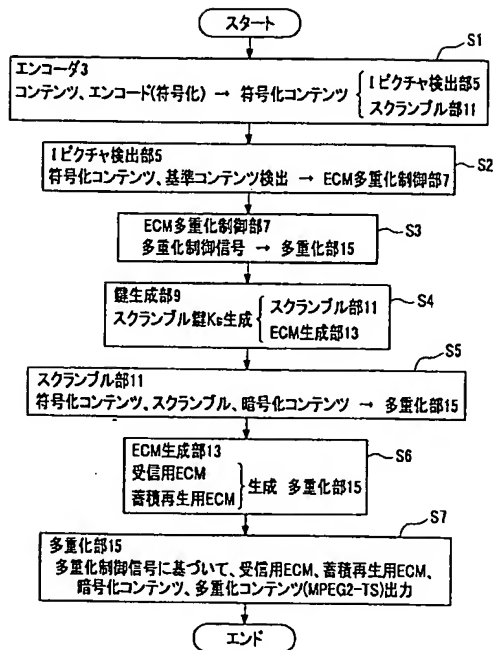 スタート
S1
エンコーダ3
コンテンツ、エンコード(符号化) → 符号化コンテンツ { Iピクチャ検出部5
スクランブル部11
S2
Iピクチャ検出部5
符号化コンテンツ、基準コンテンツ検出 → ECM多重化制御部7
S3
ECM多重化制御部7
多重化制御信号 → 多重化部15
S4
鍵生成部9
スクランブル鍵Ks生成 { スクランブル部11
ECM生成部13
S5
スクランブル部11
符号化コンテンツ、スクランブル、暗号化コンテンツ → 多重化部15
S6
ECM生成部13
受信用ECM
蓄積再生用ECM } 生成 多重化部15
S7
多重化部15
多重化制御信号に基づいて、受信用ECM、蓄積再生用ECM、
暗号化コンテンツ、多重化コンテンツ(MPEG2-TS)出力
エンド